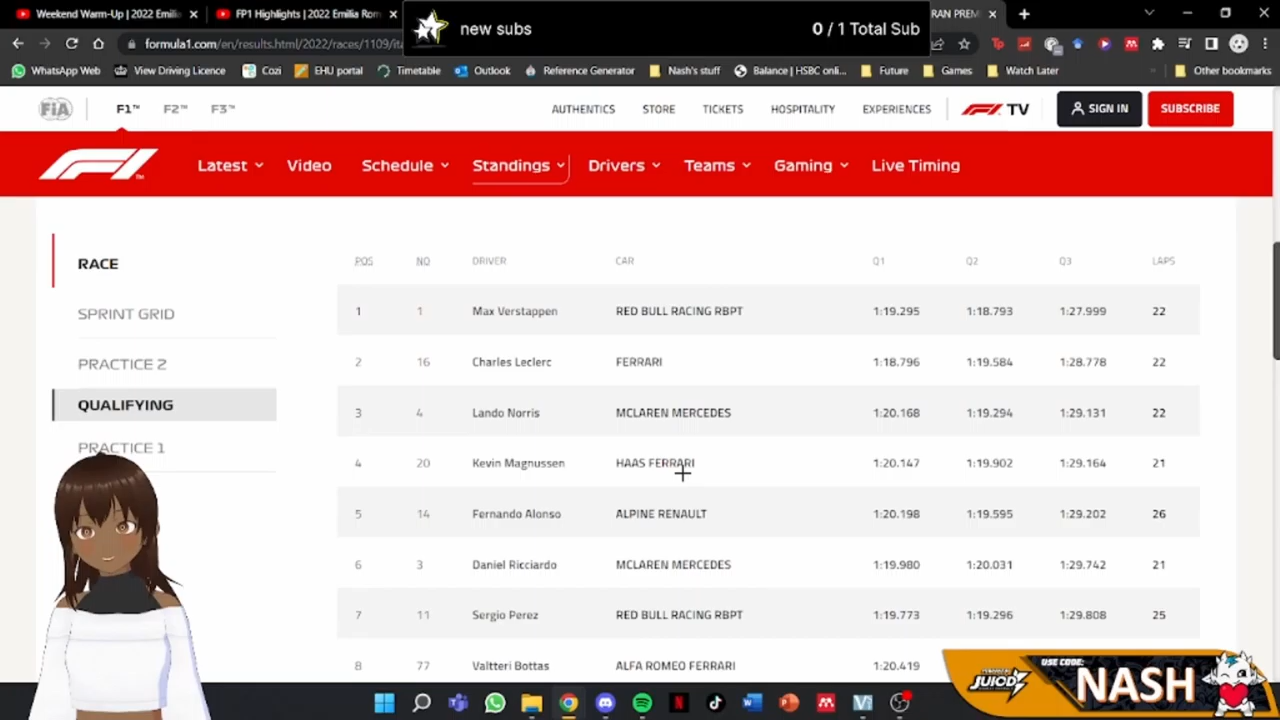 Weekend Warm-Up | 2022 Emili
FP1 Highlights | 2022 Emilia Rom
new subs
0 / 1 Total Sub
RAN PREM
formula1.com/en/results.html/2022/races/1109/it
WhatsApp Web View Driving Licence Cozi EHU portal Timetable Outlook Reference Generator Nash's stuff Balance | HSBC onli... Future Games Watch Later Other bookmarks
FiA F1™ F2™ F3™ AUTHENTICS STORE TICKETS HOSPITALITY EXPERIENCES F1 TV SIGN IN SUBSCRIBE
F1 Latest Video Schedule Standings Drivers Teams Gaming Live Timing
RACE
SPRINT GRID
PRACTICE 2
QUALIFYING
PRACTICE 1
POS NO DRIVER CAR Q1 Q2 Q3 LAPS
1 1 Max Verstappen RED BULL RACING RBPT 1:19.295 1:18.793 1:27.999 22
2 16 Charles Leclerc FERRARI 1:18.796 1:19.584 1:28.778 22
3 4 Lando Norris MCLAREN MERCEDES 1:20.168 1:19.294 1:29.131 22
4 20 Kevin Magnussen HAAS FERRARI 1:20.147 1:19.902 1:29.164 21
5 14 Fernando Alonso ALPINE RENAULT 1:20.198 1:19.595 1:29.202 26
6 3 Daniel Ricciardo MCLAREN MERCEDES 1:19.980 1:20.031 1:29.742 21
7 11 Sergio Perez RED BULL RACING RBPT 1:19.773 1:19.296 1:29.808 25
8 77 Valtteri Bottas ALFA ROMEO FERRARI 1:20.419
JUICD
USE CODE:
NASH